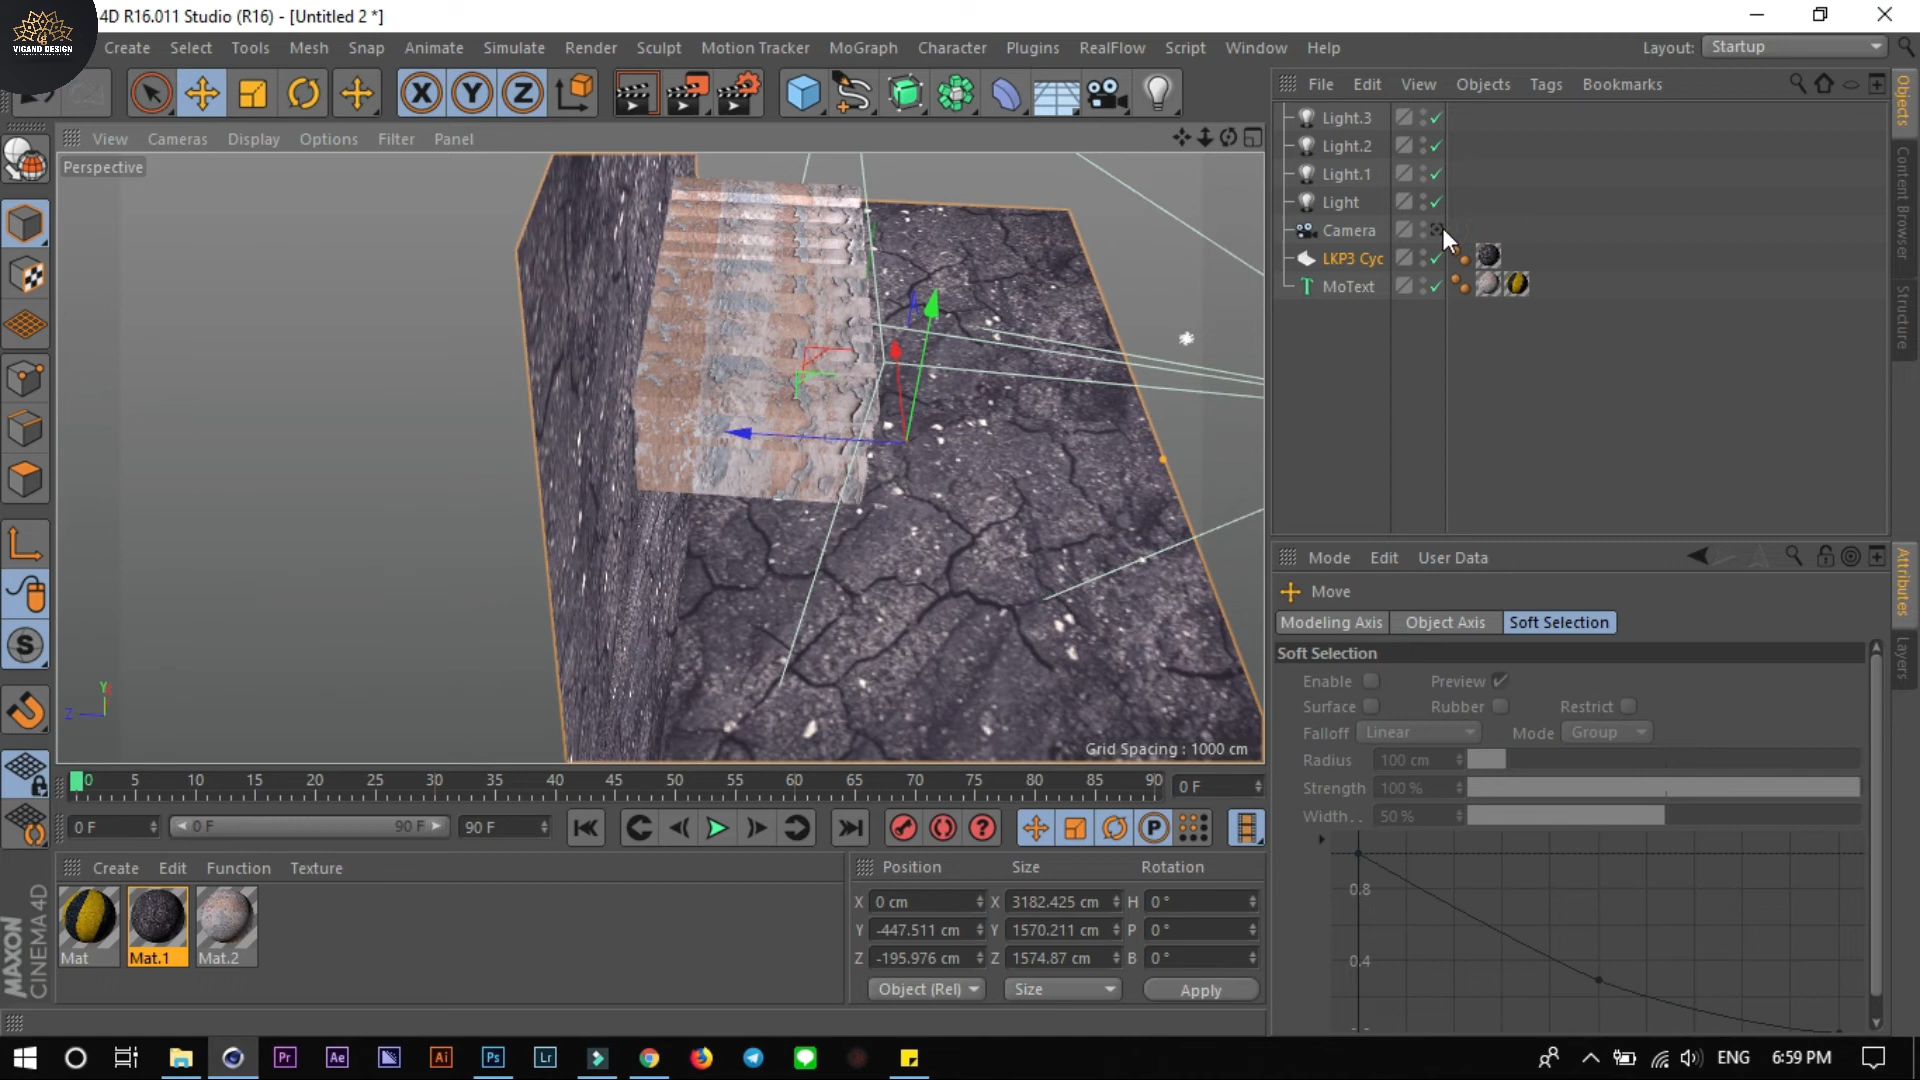 4D R16.011 Studio (R16) - [Untitled 2 *]
VIGAND DESIGN
Create Select Tools Mesh Snap Animate Simulate Render Sculpt Motion Tracker MoGraph Character Plugins RealFlow Script Window Help Layout: Startup
X Y Z
File Edit View Objects Tags Bookmarks
View Cameras Display Options Filter Panel
Perspective
Light.3
Light.2
Light.1
Light
Camera
LKP3 Cyc
MoText
Objects
Content Browser
Structure
Mode Edit User Data
Move
Modeling Axis Object Axis Soft Selection
Soft Selection
Enable Preview
Surface Rubber Restrict
Falloff Linear Mode Group
Radius 100 cm
Strength 100 %
Width.. 50 %
0.8
0.4
Attributes
Layers
Y
Z
Grid Spacing : 1000 cm
0 5 10 15 20 25 30 35 40 45 50 55 60 65 70 75 80 85 90 0 F
0 F 0 F 90 F 90 F
P
Create Edit Function Texture
Mat Mat.1 Mat.2
MAXON
CINEMA 4D
Position Size Rotation
X 0 cm X 3182.425 cm H 0 °
Y -447.511 cm Y 1570.211 cm P 0 °
Z -195.976 cm Z 1574.87 cm B 0 °
Object (Rel) Size Apply
Pr Ae Ai Ps Lr
ENG 6:59 PM